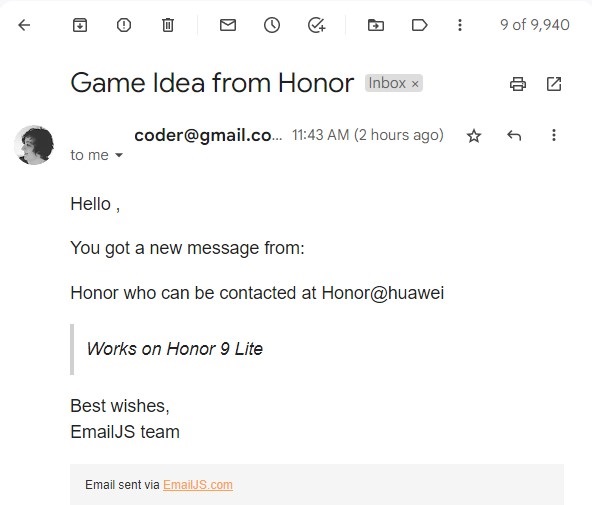 9 of 9,940
Game Idea from Honor Inbox ×
coder@gmail.co... 11:43 AM (2 hours ago)
to me
Hello ,
You got a new message from:
Honor who can be contacted at Honor@huawei
Works on Honor 9 Lite
Best wishes,
EmailJS team
Email sent via EmailJS.com